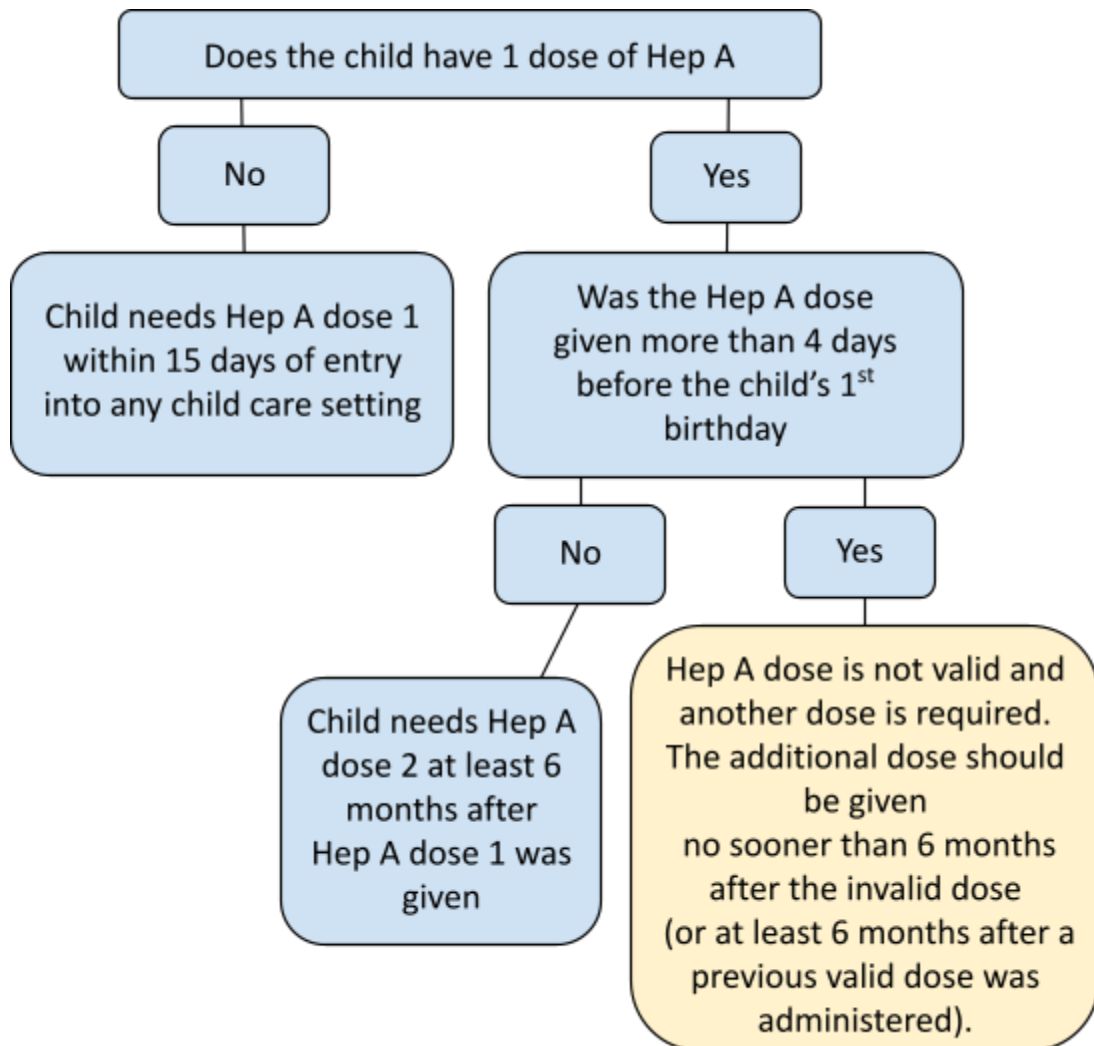 Does the child have 1 dose of Hep A
No
Yes
Child needs Hep A dose 1
within 15 days of entry
into any child care setting
Was the Hep A dose
given more than 4 days
before the child’s 1st
birthday
No
Yes
Child needs Hep A
dose 2 at least 6
months after
Hep A dose 1 was
given
Hep A dose is not valid and
another dose is required.
The additional dose should
be given
no sooner than 6 months
after the invalid dose
(or at least 6 months after a
previous valid dose was
administered).